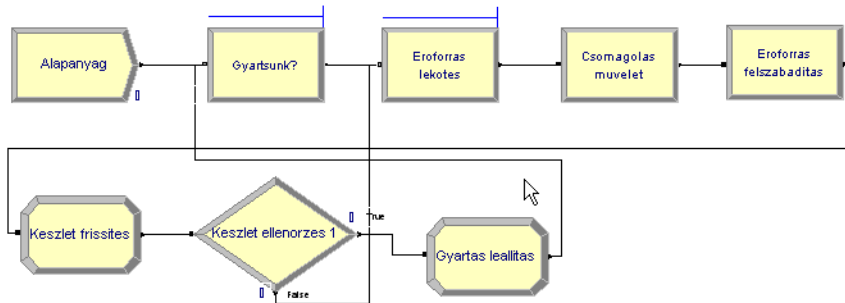 Alapanyag
Gyartsunk?
Eroforras
lekotes
Csomagolas
muvelet
Eroforras
felszabaditas
Keszlet frissites
Keszlet ellenorzes 1
True
False
Gyartas leallitas